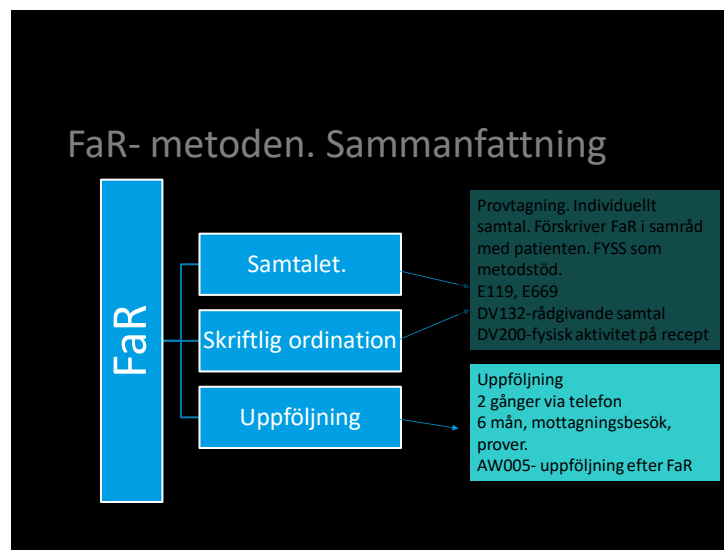 FaR- metoden. Sammanfattning
FaR
Samtalet.
Skriftlig ordination
Uppföljning
Provtagning. Individuellt
samtal. Förskriver FaR i samråd
med patienten. FYSS som
metodstöd.
E119, E669
DV132-rådgivande samtal
DV200-fysisk aktivitet på recept
Uppföljning
2 gånger via telefon
6 mån, mottagningsbesök,
prover.
AW005- uppföljning efter FaR